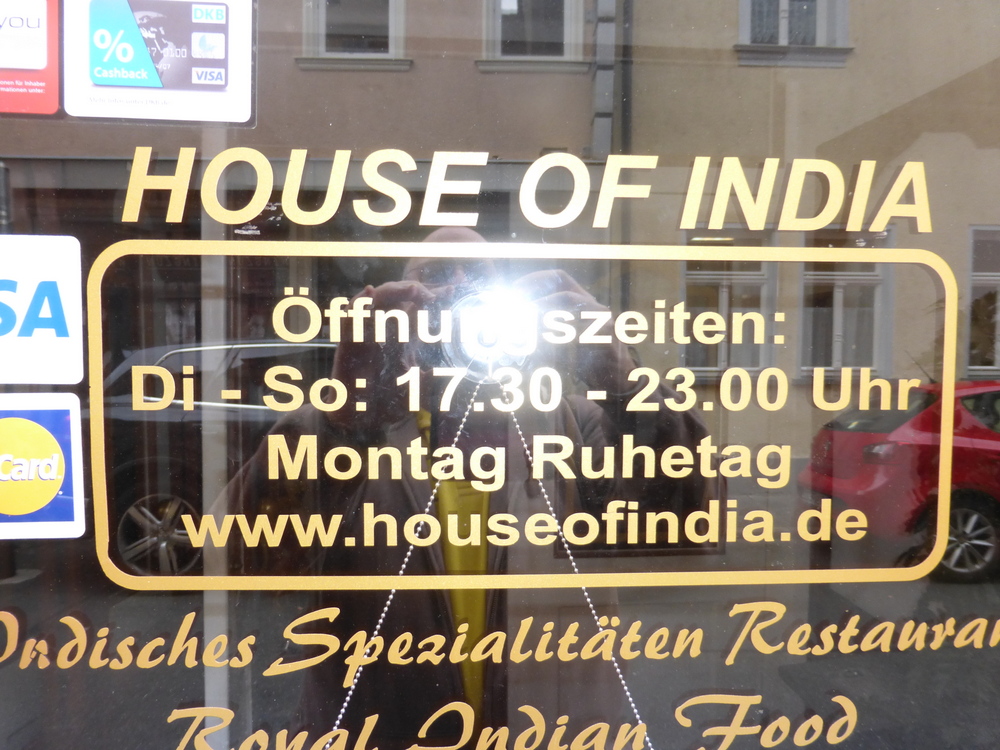 you
DKB
%
Cashback
VISA
HOUSE OF INDIA
SA
Öffnungszeiten:
Di - So: 17.30 - 23.00 Uhr
Card
Montag Ruhetag
www.houseofindia.de
Indisches Spezialitäten Restauran
Royal Indian Food